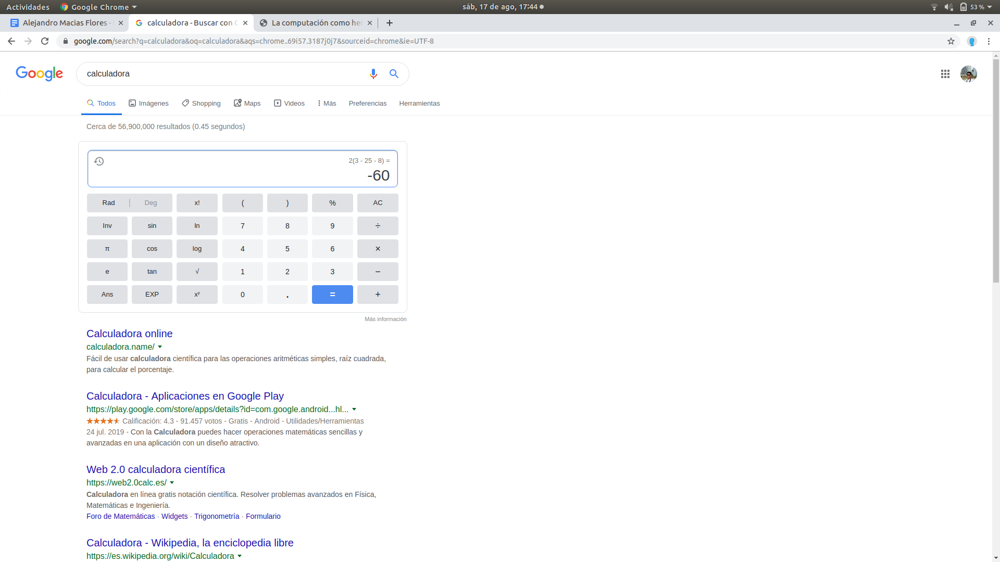 Actividades Google Chrome sáb, 17 de ago, 17:44 53 %
Alejandro Macias Flores - calculadora - Buscar con La computación como
google.com/search?q=calculadora&oq=calculadora&aqs=chrome..69i57.3187j0j7&sourceid=chrome&ie=UTF-8
Google calculadora
Todos Imágenes Shopping Maps Videos Más Preferencias Herramientas
Cerca de 56,900,000 resultados (0.45 segundos)
2(3 - 25 - 8) =
-60
Rad | Deg x! ( ) % AC
Inv sin ln 7 8 9 ÷
π cos log 4 5 6 ×
e tan √ 1 2 3 −
Ans EXP xʸ 0 . = +
Más información
Calculadora online
calculadora.name/
Fácil de usar calculadora científica para las operaciones aritméticas simples, raíz cuadrada,
para calcular el porcentaje.
Calculadora - Aplicaciones en Google Play
https://play.google.com/store/apps/details?id=com.google.android...hl...
Calificación: 4.3 - 91.457 votos - Gratis - Android - Utilidades/Herramientas
24 jul. 2019 - Con la Calculadora puedes hacer operaciones matemáticas sencillas y
avanzadas en una aplicación con un diseño atractivo.
Web 2.0 calculadora científica
https://web2.0calc.es/
Calculadora en línea gratis notación científica. Resolver problemas avanzados en Física,
Matemáticas e Ingeniería.
Foro de Matemáticas · Widgets · Trigonometría · Formulario
Calculadora - Wikipedia, la enciclopedia libre
https://es.wikipedia.org/wiki/Calculadora